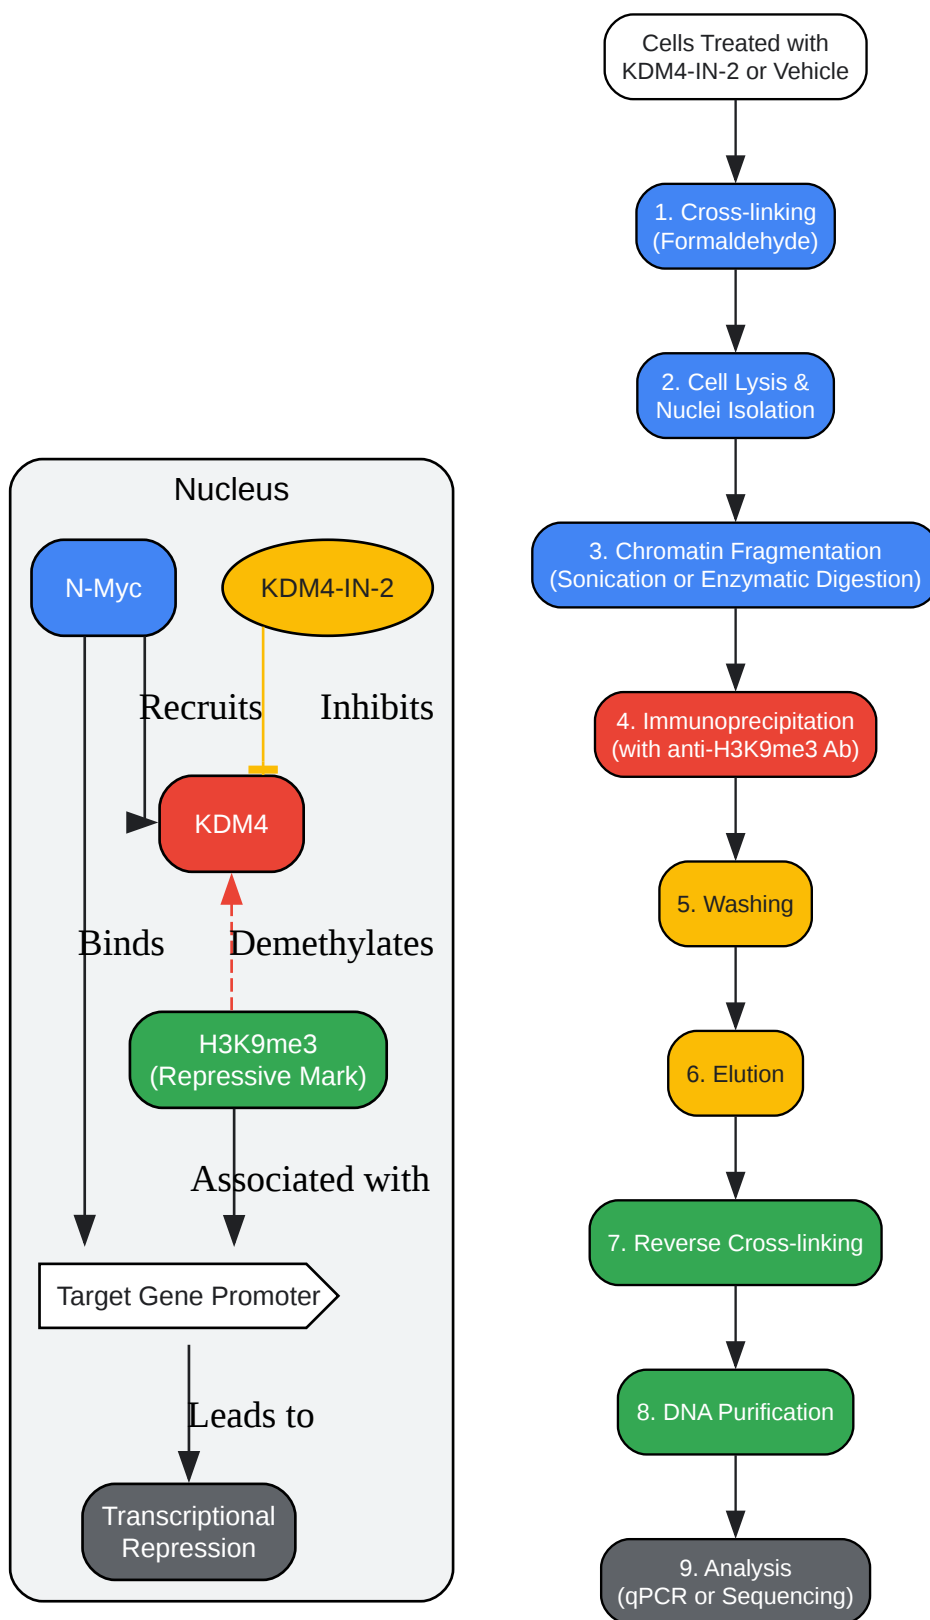 Nucleus
N-Myc
KDM4-IN-2
Recruits
Inhibits
KDM4
Binds
Demethylates
H3K9me3
(Repressive Mark)
Associated with
Target Gene Promoter
Leads to
Transcriptional
Repression
Cells Treated with
KDM4-IN-2 or Vehicle
1. Cross-linking
(Formaldehyde)
2. Cell Lysis &
Nuclei Isolation
3. Chromatin Fragmentation
(Sonication or Enzymatic Digestion)
4. Immunoprecipitation
(with anti-H3K9me3 Ab)
5. Washing
6. Elution
7. Reverse Cross-linking
8. DNA Purification
9. Analysis
(qPCR or Sequencing)